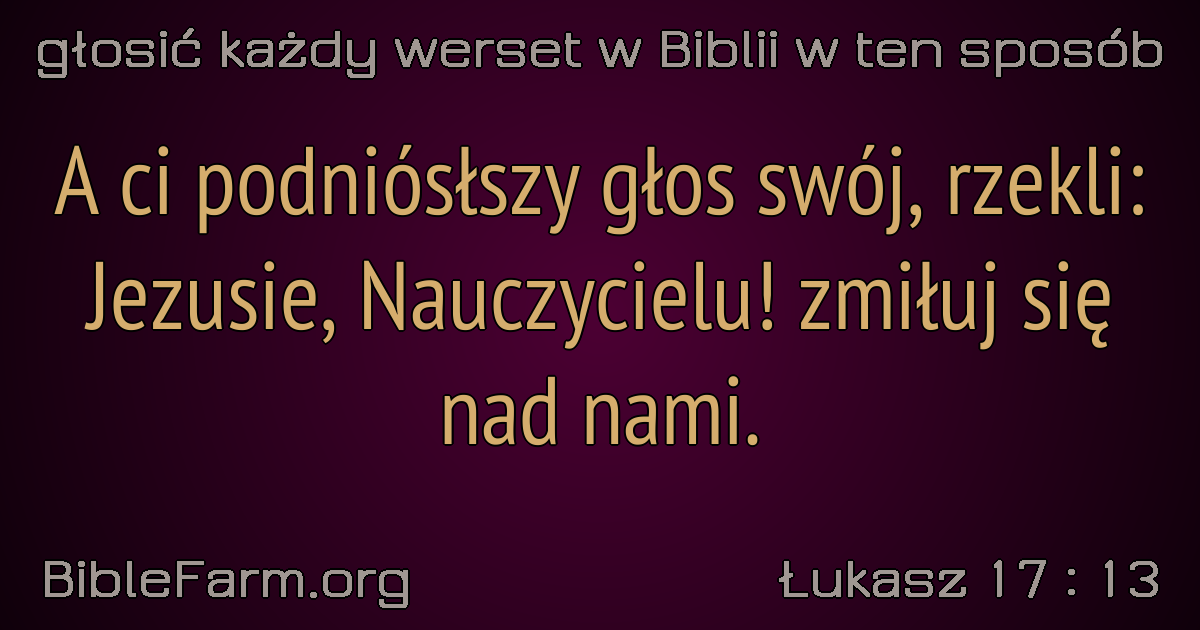 głosić każdy werset w Biblii w ten sposób
A ci podniósłszy głos swój, rzekli:
Jezusie, Nauczycielu! zmiłuj się
nad nami.
BibleFarm.org
Łukasz 17 : 13